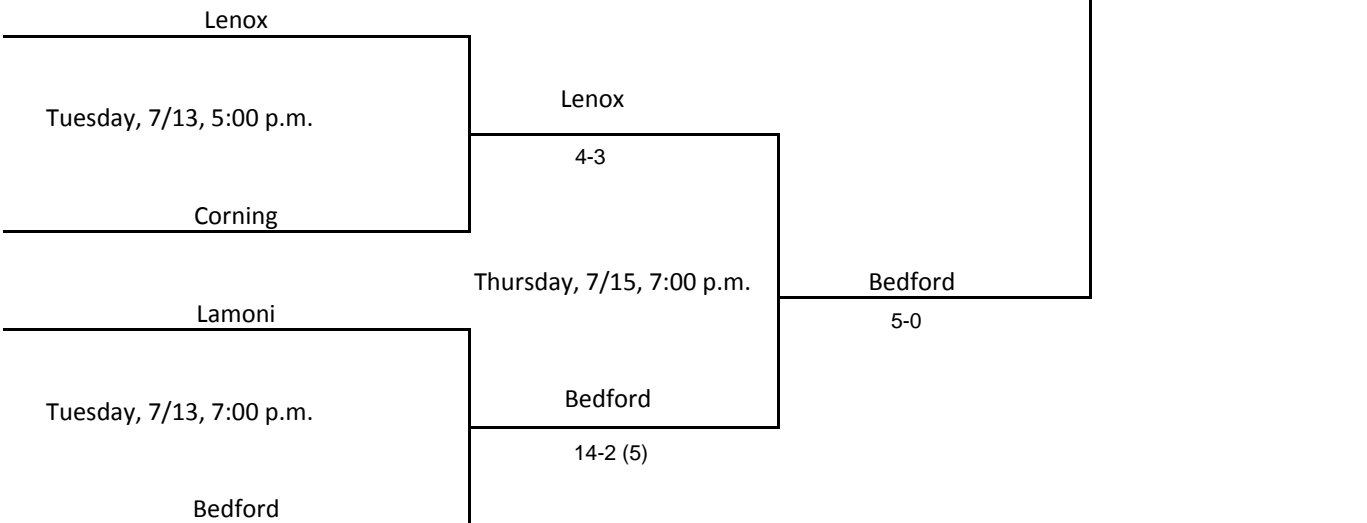 Lenox
Tuesday, 7/13, 5:00 p.m.
Corning
Lenox
4-3
Lamoni
Tuesday, 7/13, 7:00 p.m.
Bedford
Bedford
14-2 (5)
Thursday, 7/15, 7:00 p.m.
Bedford
5-0